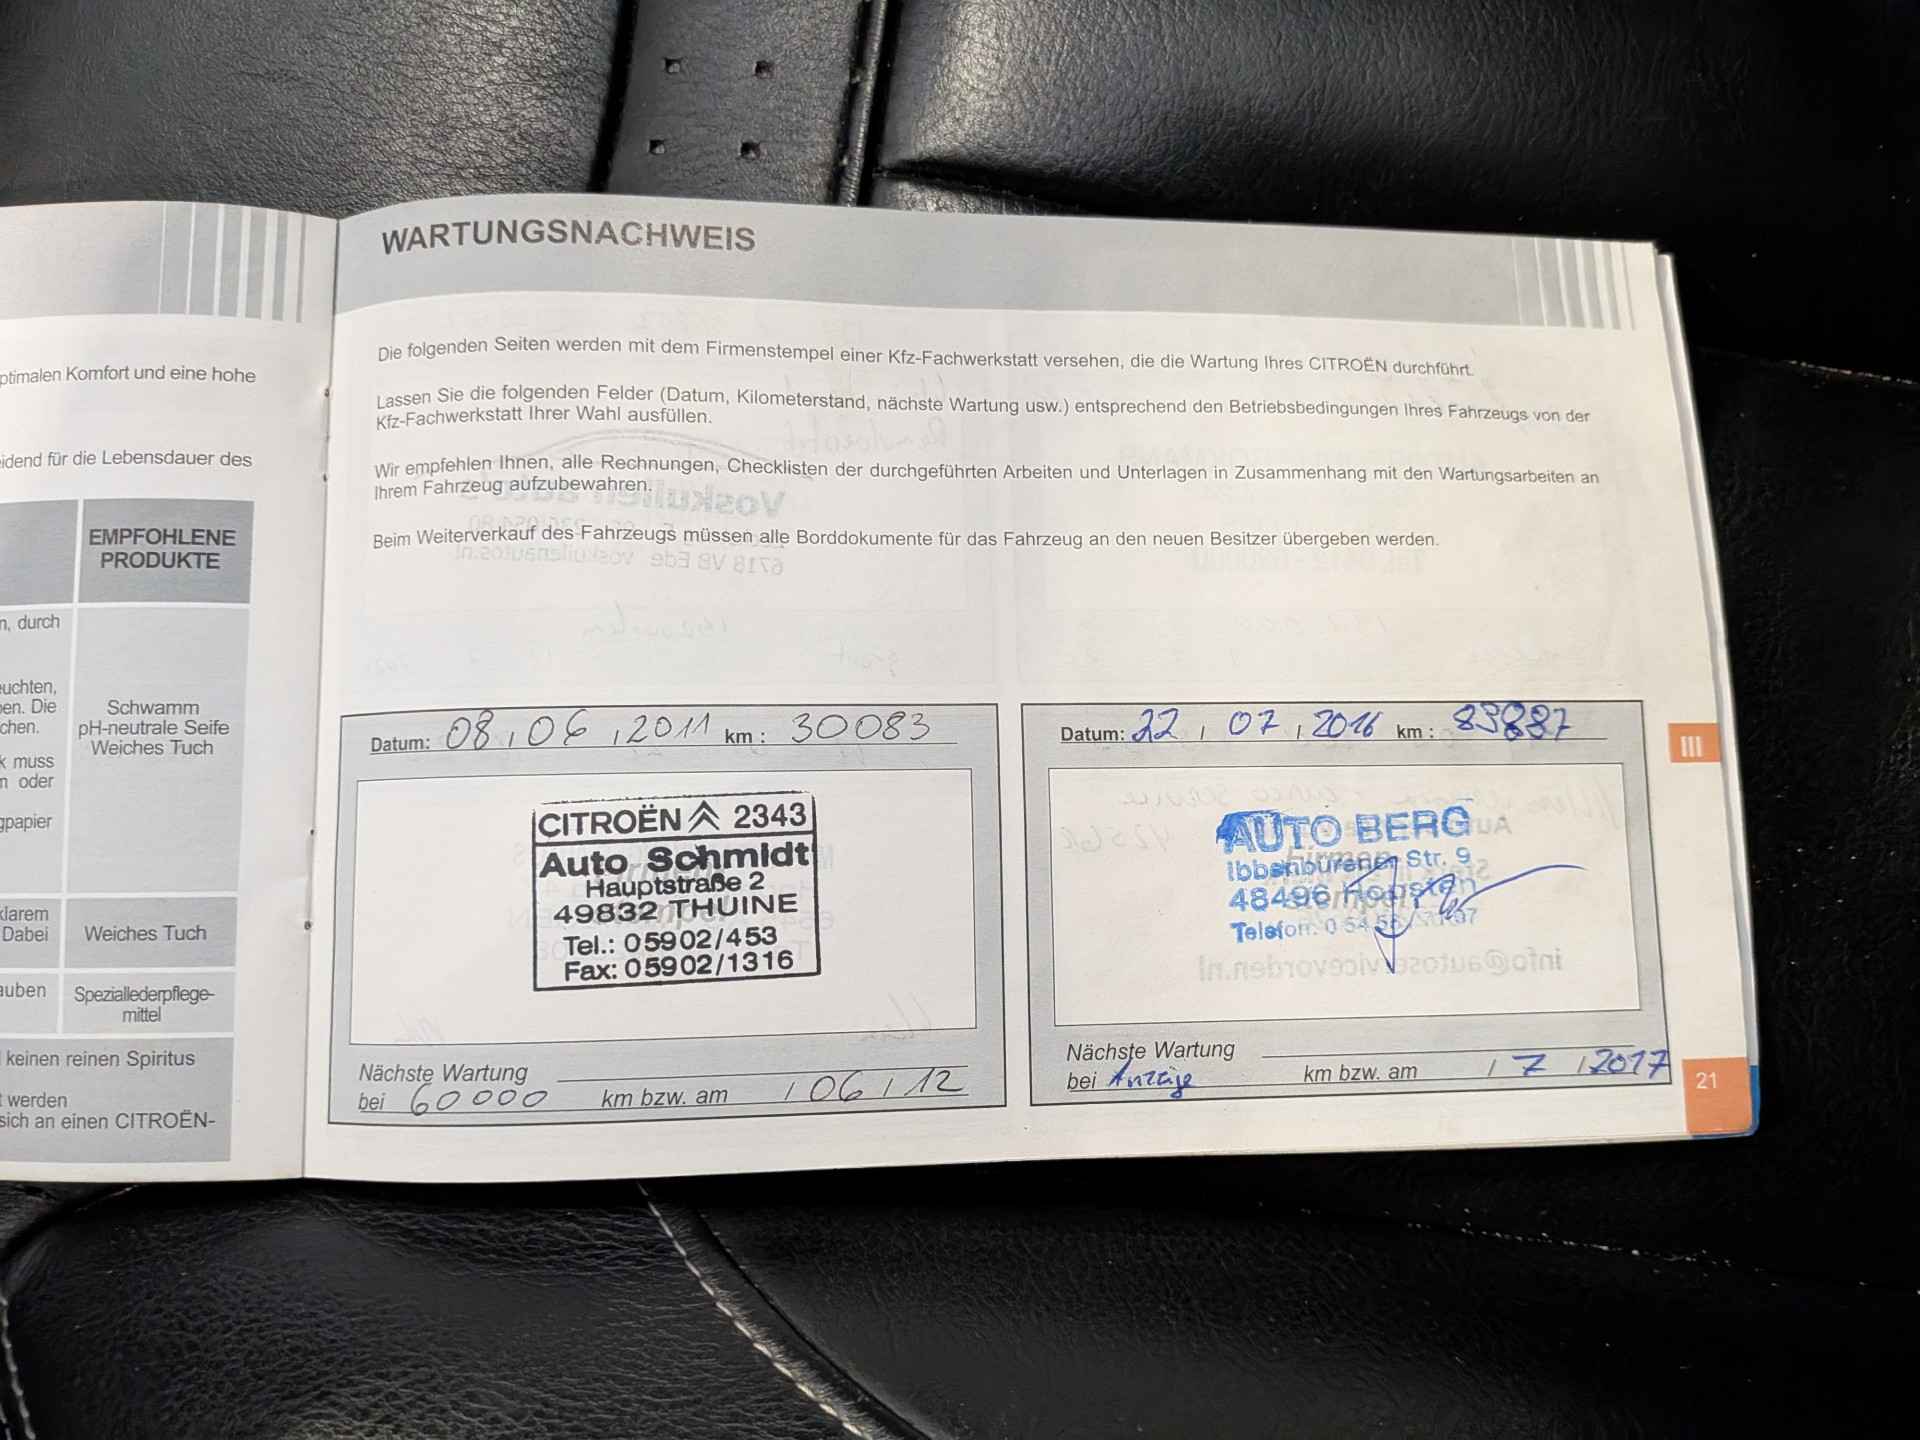 ptimalen Komfort und eine hohe
idend für die Lebensdauer des
EMPFOHLENE
PRODUKTE
n, durch
euchten,
en. Die
chen.
k muss
n oder
gpapier
Schwamm
pH-neutrale Seife
Weiches Tuch
klarem
Dabei
Weiches Tuch
auben
Speziallederpflege-
mittel
keinen reinen Spiritus
t werden
sich an einen CITROËN-
WARTUNGSNACHWEIS
Die folgenden Seiten werden mit dem Firmenstempel einer Kfz-Fachwerkstatt versehen, die die Wartung Ihres CITROËN durchführt.
Lassen Sie die folgenden Felder (Datum, Kilometerstand, nächste Wartung usw.) entsprechend den Betriebsbedingungen Ihres Fahrzeugs von der
Kfz-Fachwerkstatt Ihrer Wahl ausfüllen.
Wir empfehlen Ihnen, alle Rechnungen, Checklisten der durchgeführten Arbeiten und Unterlagen in Zusammenhang mit den Wartungsarbeiten an
Ihrem Fahrzeug aufzubewahren.
Beim Weiterverkauf des Fahrzeugs müssen alle Borddokumente für das Fahrzeug an den neuen Besitzer übergeben werden.
Datum: 08 / 06 / 2011 km : 30083
CITROËN 2343
Auto Schmidt
Hauptstraße 2
49832 THUINE
Tel.: 05902/453
Fax: 05902/1316
Nächste Wartung
bei 60000 km bzw. am / 06 / 12
Datum: 22 / 07 / 2016 km :
AUTO BERG
Ibbenbürener Str. 9
48496 Hopsten
Telefon:
Nächste Wartung
bei Anzeige km bzw. am / 7 / 2017
III
21